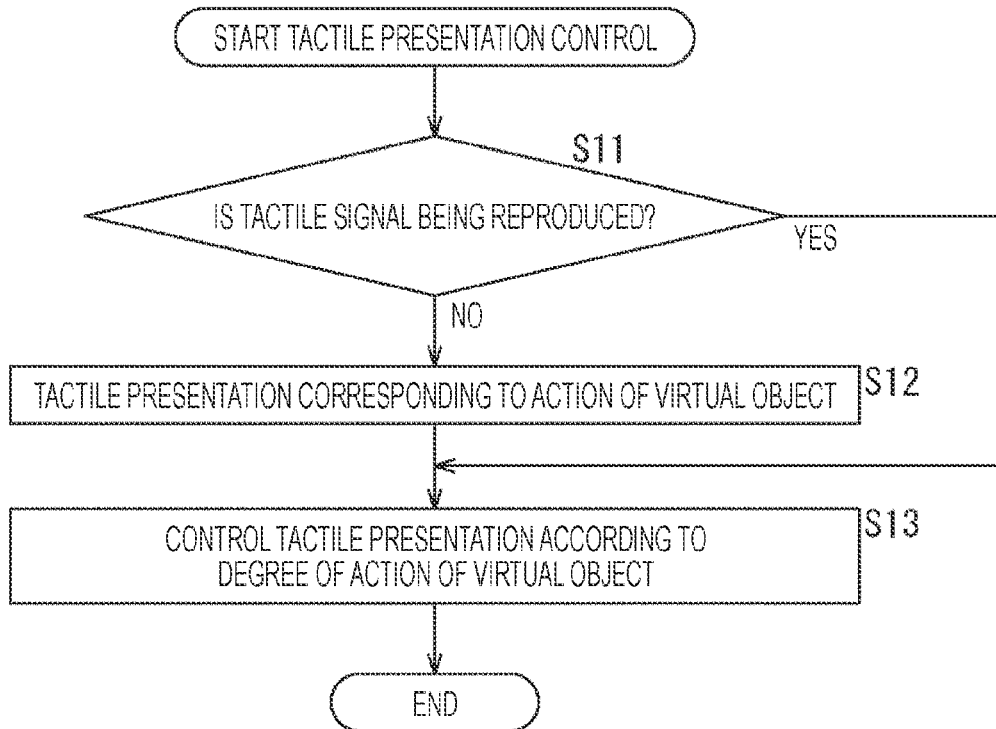 START TACTILE PRESENTATION CONTROL
S11
IS TACTILE SIGNAL BEING REPRODUCED?
YES
NO
TACTILE PRESENTATION CORRESPONDING TO ACTION OF VIRTUAL OBJECT
S12
CONTROL TACTILE PRESENTATION ACCORDING TO
DEGREE OF ACTION OF VIRTUAL OBJECT
S13
END